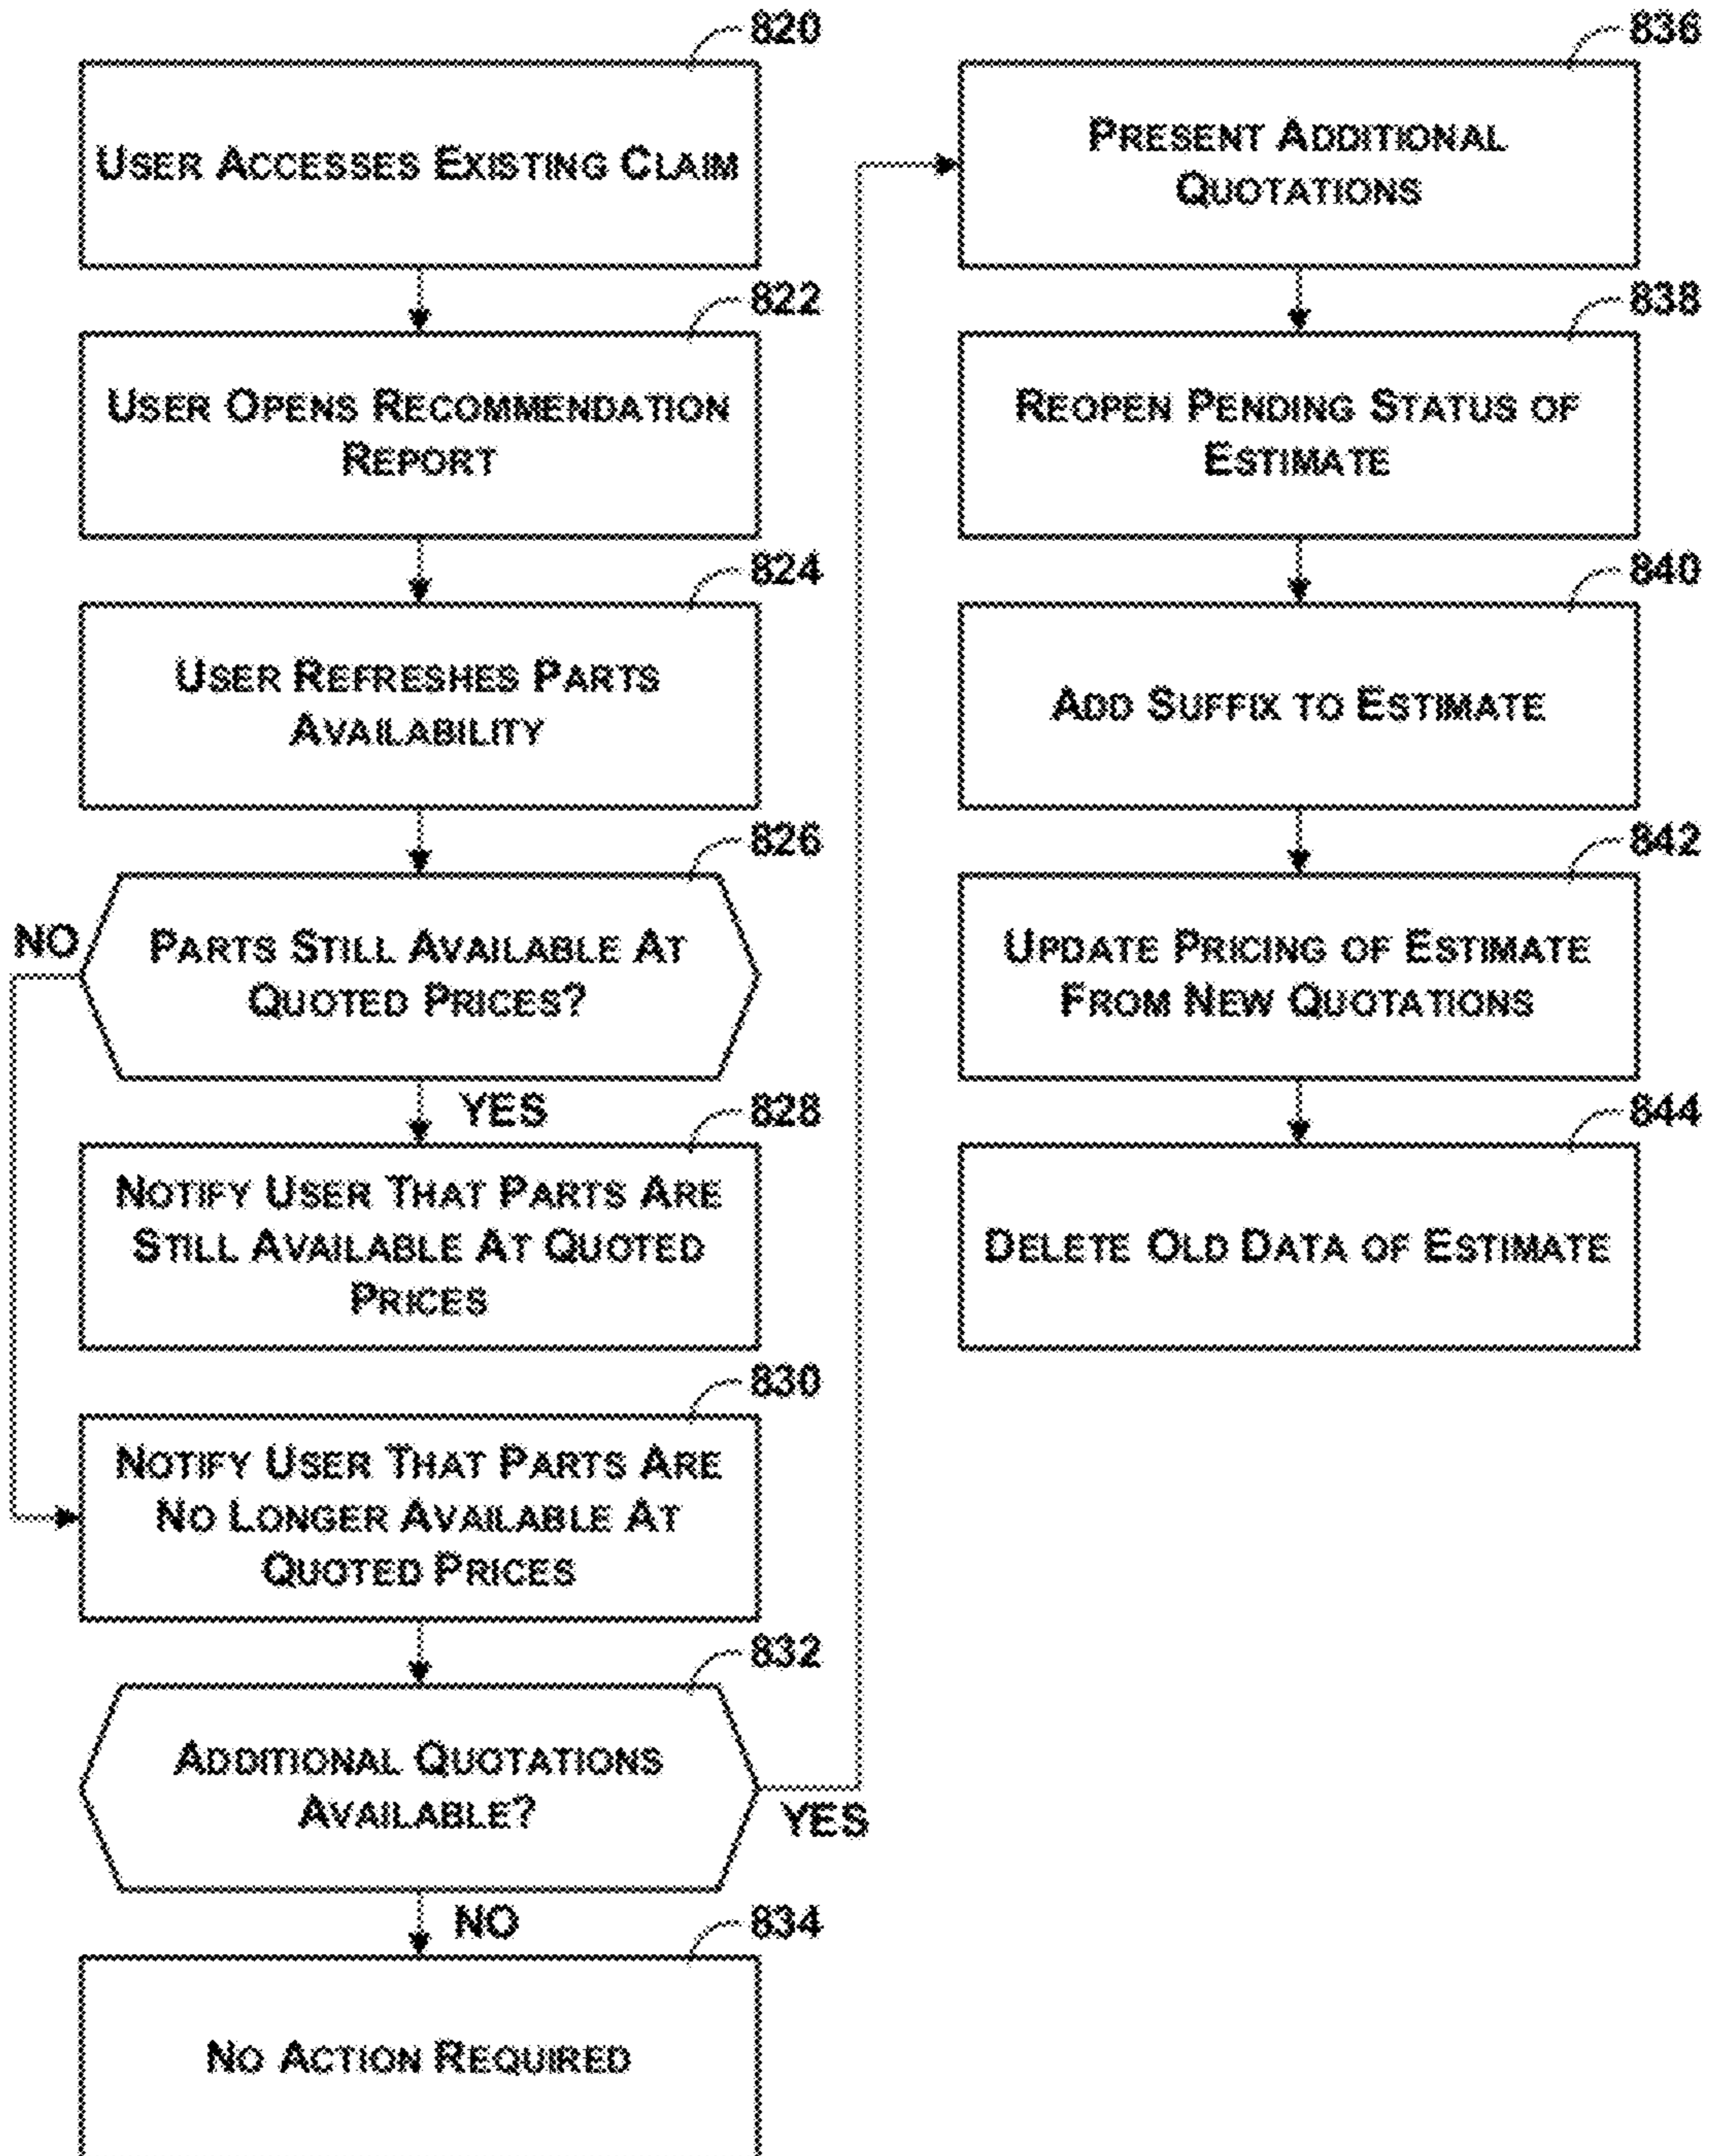 820
USER ACCESSES EXISTING CLAIM
822
USER OPENS RECOMMENDATION
REPORT
824
USER REFRESHES PARTS
AVAILABILITY
826
NO
PARTS STILL AVAILABLE AT
QUOTED PRICES?
YES
828
NOTIFY USER THAT PARTS ARE
STILL AVAILABLE AT QUOTED
PRICES
830
NOTIFY USER THAT PARTS ARE
NO LONGER AVAILABLE AT
QUOTED PRICES
832
ADDITIONAL QUOTATIONS
AVAILABLE?
YES
NO
834
NO ACTION REQUIRED
836
PRESENT ADDITIONAL
QUOTATIONS
838
REOPEN PENDING STATUS OF
ESTIMATE
840
ADD SUFFIX TO ESTIMATE
842
UPDATE PRICING OF ESTIMATE
FROM NEW QUOTATIONS
844
DELETE OLD DATA OF ESTIMATE